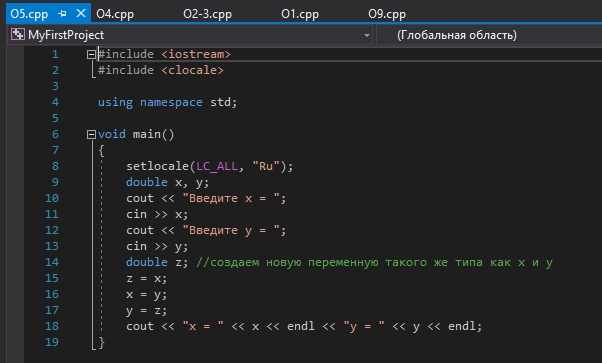 O5.cpp O4.cpp O2-3.cpp O1.cpp O9.cpp
MyFirstProject (Глобальная область)
1 #include <iostream>
2 #include <clocale>
3
4 using namespace std;
5
6 void main()
7 {
8 setlocale(LC_ALL, "Ru");
9 double x, y;
10 cout << "Введите x = ";
11 cin >> x;
12 cout << "Введите y = ";
13 cin >> y;
14 double z; //создаем новую переменную такого же типа как x и y
15 z = x;
16 x = y;
17 y = z;
18 cout << "x = " << x << endl << "y = " << y << endl;
19 }